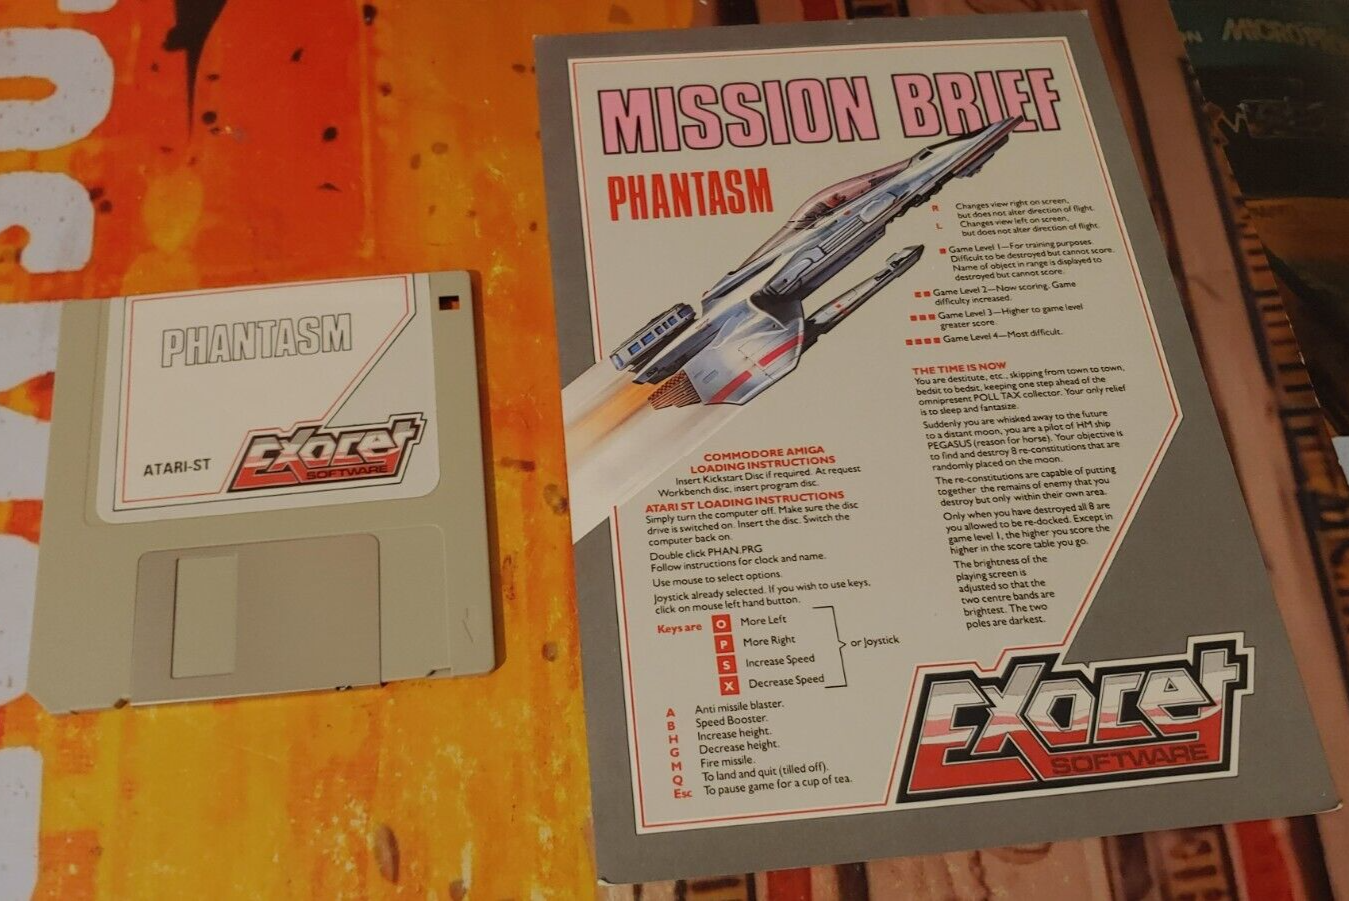 PHANTASM
ATARI-ST
Exocet
SOFTWARE
MISSION BRIEF
PHANTASM
R Changes view right on screen,
but does not alter direction of flight.
L Changes view left on screen,
but does not alter direction of flight.
Game Level 1—For training purposes.
Difficult to be destroyed but cannot score.
Name of object in range is displayed to
destroyed but cannot score.
Game Level 2—Now scoring. Game
difficulty increased.
Game Level 3—Higher to game level
greater score.
Game Level 4—Most difficult.
THE TIME IS NOW
You are destitute, etc., skipping from town to town,
bedsit to bedsit, keeping one step ahead of the
omnipresent POLL TAX collector. Your only relief
is to sleep and fantasize.
Suddenly you are whisked away to the future
to a distant moon, you are a pilot of HM ship
PEGASUS (reason for horse). Your objective is
to find and destroy 8 re-constitutions that are
randomly placed on the moon.
The re-constitutions are capable of putting
together the remains of enemy that you
destroy but only within their own area.
Only when you have destroyed all 8 are
you allowed to be re-docked. Except in
game level 1, the higher you score the
higher in the score table you go.
The brightness of the
playing screen is
adjusted so that the
two centre bands are
brightest. The two
poles are darkest.
COMMODORE AMIGA
LOADING INSTRUCTIONS
Insert Kickstart Disc if required. At request
Workbench disc, insert program disc.
ATARI ST LOADING INSTRUCTIONS
Simply turn the computer off. Make sure the disc
drive is switched on. Insert the disc. Switch the
computer back on.
Double click PHAN.PRG
Follow instructions for clock and name.
Use mouse to select options.
Joystick already selected. If you wish to use keys,
click on mouse left hand button.
Keys are O More Left
P More Right
or Joystick
S Increase Speed
X Decrease Speed
A Anti missile blaster.
B Speed Booster.
H Increase height.
G Decrease height.
M Fire missile.
Q To land and quit (tilled off).
Esc To pause game for a cup of tea.
Exocet
SOFTWARE